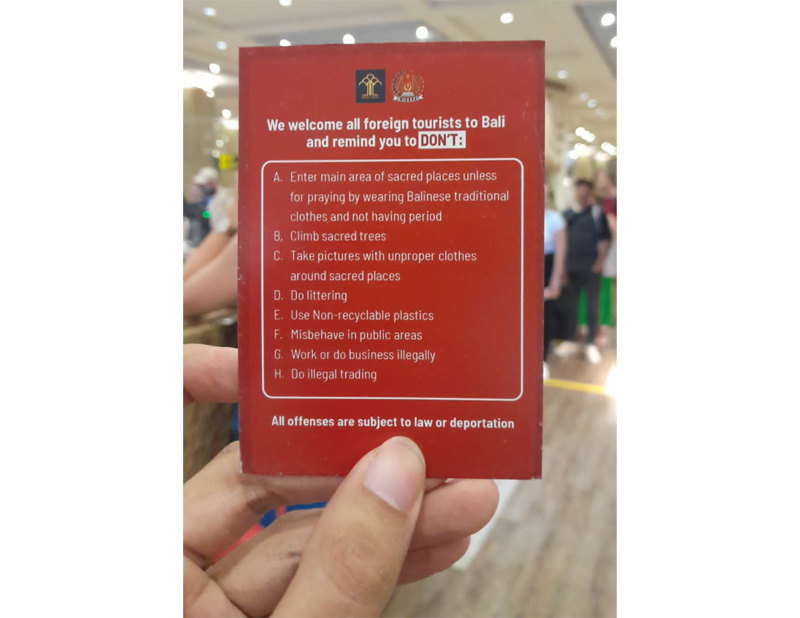 We welcome all foreign tourists to Bali
and remind you to DON'T:
A. Enter main area of sacred places unless
for praying by wearing Balinese traditional
clothes and not having period
B. Climb sacred trees
C. Take pictures with unproper clothes
around sacred places
D. Do littering
E. Use Non-recyclable plastics
F. Misbehave in public areas
G. Work or do business illegally
H. Do illegal trading
All offenses are subject to law or deportation